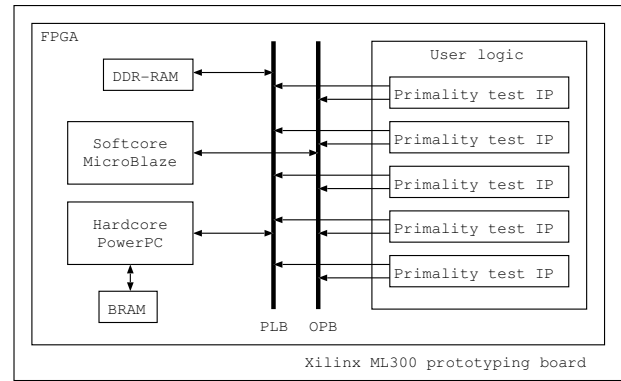 FPGA
User logic
DDR-RAM
Primality test IP
Softcore
MicroBlaze
Primality test IP
Primality test IP
Hardcore
PowerPC
Primality test IP
Primality test IP
BRAM
PLB OPB
Xilinx ML300 prototyping board